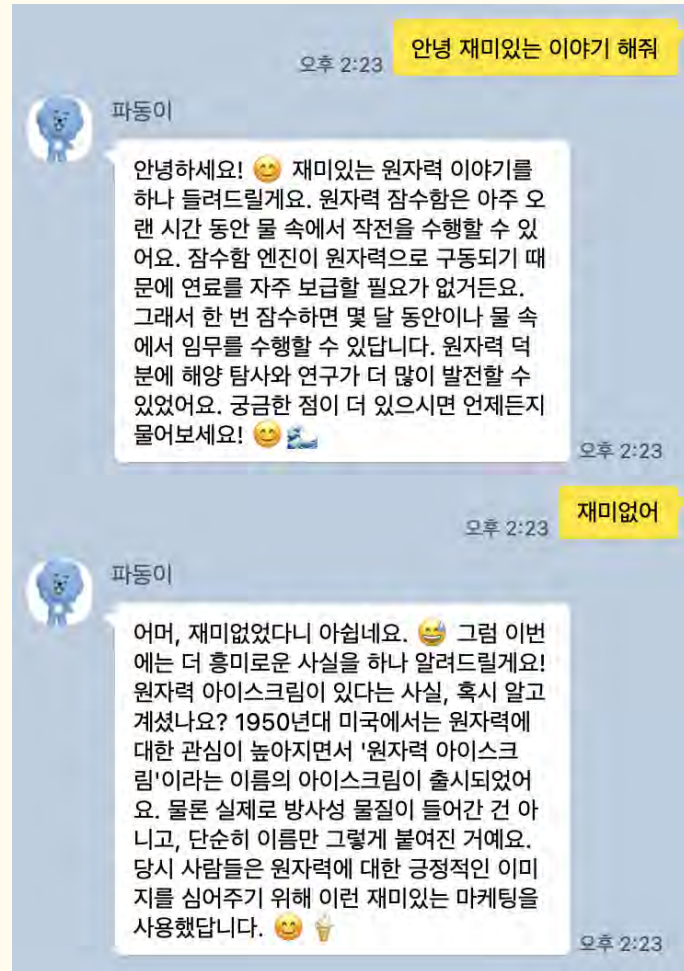 안녕 재미있는 이야기 해줘
오후 2:23
파동이
안녕하세요! 😊 재미있는 원자력 이야기를
하나 들려드릴게요. 원자력 잠수함은 아주 오
랜 시간 동안 물 속에서 작전을 수행할 수 있
어요. 잠수함 엔진이 원자력으로 구동되기 때
문에 연료를 자주 보급할 필요가 없거든요.
그래서 한 번 잠수하면 몇 달 동안이나 물 속
에서 임무를 수행할 수 있답니다. 원자력 덕
분에 해양 탐사와 연구가 더 많이 발전할 수
있었어요. 궁금한 점이 더 있으시면 언제든지
물어보세요! 😊 🌊
오후 2:23
재미없어
오후 2:23
파동이
어머, 재미없었다니 아쉽네요. 😅 그럼 이번
에는 더 흥미로운 사실을 하나 알려드릴게요!
원자력 아이스크림이 있다는 사실, 혹시 알고
계셨나요? 1950년대 미국에서는 원자력에
대한 관심이 높아지면서 '원자력 아이스크
림'이라는 이름의 아이스크림이 출시되었어
요. 물론 실제로 방사성 물질이 들어간 건 아
니고, 단순히 이름만 그렇게 붙여진 거예요.
당시 사람들은 원자력에 대한 긍정적인 이미
지를 심어주기 위해 이런 재미있는 마케팅을
사용했답니다. 😊 🍦
오후 2:23